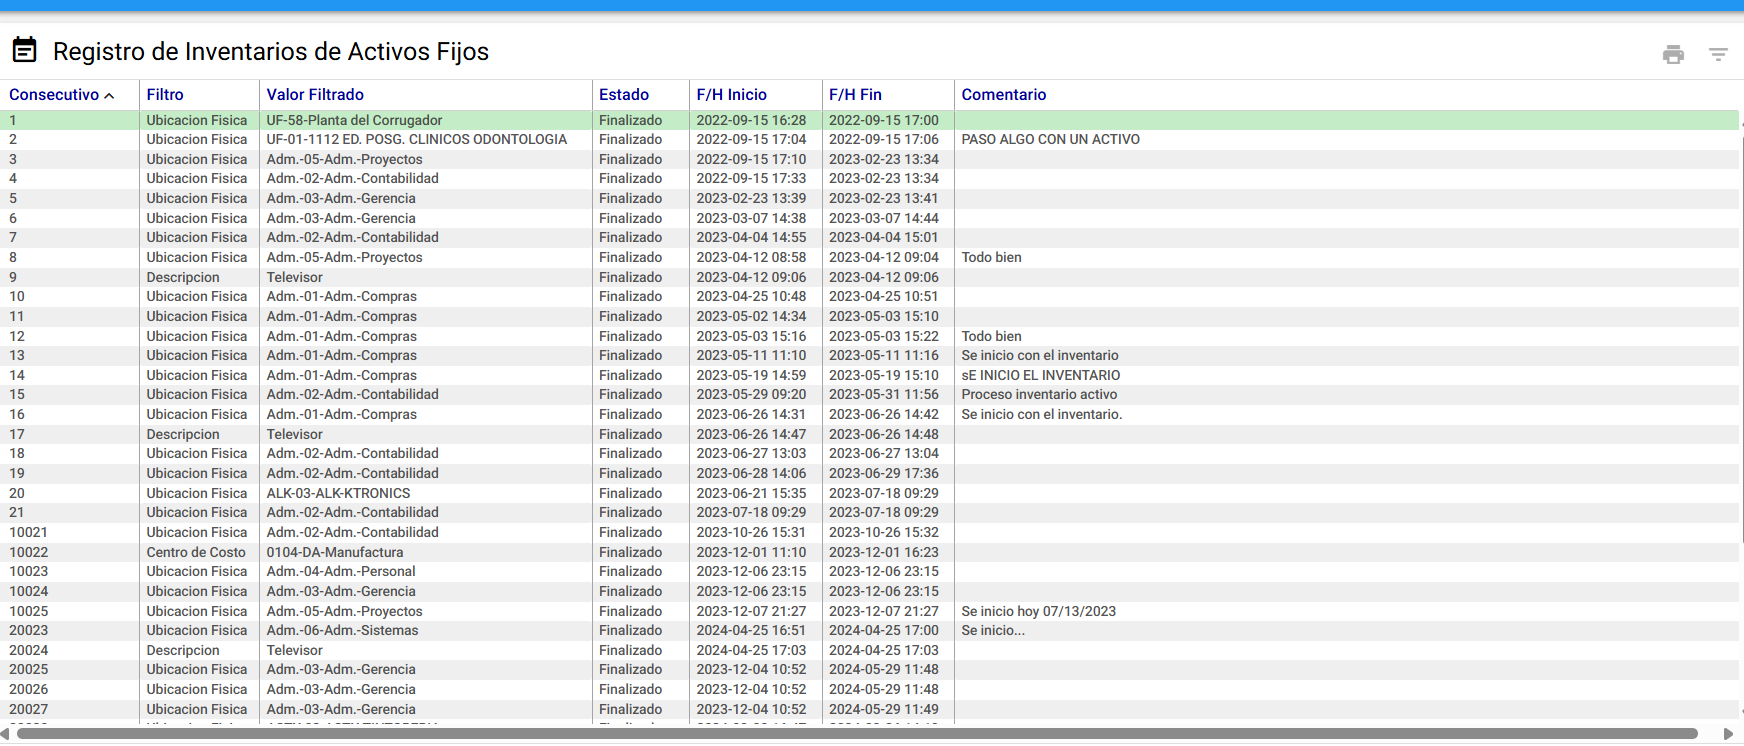 Registro de Inventarios de Activos Fijos
Consecutivo Filtro Valor Filtrado Estado F/H Inicio F/H Fin Comentario
1 Ubicacion Fisica UF-58-Planta del Corrugador Finalizado 2022-09-15 16:28 2022-09-15 17:00
2 Ubicacion Fisica UF-01-1112 ED. POSG. CLINICOS ODONTOLOGIA Finalizado 2022-09-15 17:04 2022-09-15 17:06 PASO ALGO CON UN ACTIVO
3 Ubicacion Fisica Adm.-05-Adm.-Proyectos Finalizado 2022-09-15 17:10 2023-02-23 13:34
4 Ubicacion Fisica Adm.-02-Adm.-Contabilidad Finalizado 2022-09-15 17:33 2023-02-23 13:34
5 Ubicacion Fisica Adm.-03-Adm.-Gerencia Finalizado 2023-02-23 13:39 2023-02-23 13:41
6 Ubicacion Fisica Adm.-03-Adm.-Gerencia Finalizado 2023-03-07 14:38 2023-03-07 14:44
7 Ubicacion Fisica Adm.-02-Adm.-Contabilidad Finalizado 2023-04-04 14:55 2023-04-04 15:01
8 Ubicacion Fisica Adm.-05-Adm.-Proyectos Finalizado 2023-04-12 08:58 2023-04-12 09:04 Todo bien
9 Descripcion Televisor Finalizado 2023-04-12 09:06 2023-04-12 09:06
10 Ubicacion Fisica Adm.-01-Adm.-Compras Finalizado 2023-04-25 10:48 2023-04-25 10:51
11 Ubicacion Fisica Adm.-01-Adm.-Compras Finalizado 2023-05-02 14:34 2023-05-03 15:10
12 Ubicacion Fisica Adm.-01-Adm.-Compras Finalizado 2023-05-03 15:16 2023-05-03 15:22 Todo bien
13 Ubicacion Fisica Adm.-01-Adm.-Compras Finalizado 2023-05-11 11:10 2023-05-11 11:16 Se inicio con el inventario
14 Ubicacion Fisica Adm.-01-Adm.-Compras Finalizado 2023-05-19 14:59 2023-05-19 15:10 sE INICIO EL INVENTARIO
15 Ubicacion Fisica Adm.-02-Adm.-Contabilidad Finalizado 2023-05-29 09:20 2023-05-31 11:56 Proceso inventario activo
16 Ubicacion Fisica Adm.-01-Adm.-Compras Finalizado 2023-06-26 14:31 2023-06-26 14:42 Se inicio con el inventario.
17 Descripcion Televisor Finalizado 2023-06-26 14:47 2023-06-26 14:48
18 Ubicacion Fisica Adm.-02-Adm.-Contabilidad Finalizado 2023-06-27 13:03 2023-06-27 13:04
19 Ubicacion Fisica Adm.-02-Adm.-Contabilidad Finalizado 2023-06-28 14:06 2023-06-29 17:36
20 Ubicacion Fisica ALK-03-ALK-KTRONICS Finalizado 2023-06-21 15:35 2023-07-18 09:29
21 Ubicacion Fisica Adm.-02-Adm.-Contabilidad Finalizado 2023-07-18 09:29 2023-07-18 09:29
10021 Ubicacion Fisica Adm.-02-Adm.-Contabilidad Finalizado 2023-10-26 15:31 2023-10-26 15:32
10022 Centro de Costo 0104-DA-Manufactura Finalizado 2023-12-01 11:10 2023-12-01 16:23
10023 Ubicacion Fisica Adm.-04-Adm.-Personal Finalizado 2023-12-06 23:15 2023-12-06 23:15
10024 Ubicacion Fisica Adm.-03-Adm.-Gerencia Finalizado 2023-12-06 23:15 2023-12-06 23:15
10025 Ubicacion Fisica Adm.-05-Adm.-Proyectos Finalizado 2023-12-07 21:27 2023-12-07 21:27 Se inicio hoy 07/13/2023
20023 Ubicacion Fisica Adm.-06-Adm.-Sistemas Finalizado 2024-04-25 16:51 2024-04-25 17:00 Se inicio...
20024 Descripcion Televisor Finalizado 2024-04-25 17:03 2024-04-25 17:03
20025 Ubicacion Fisica Adm.-03-Adm.-Gerencia Finalizado 2023-12-04 10:52 2024-05-29 11:48
20026 Ubicacion Fisica Adm.-03-Adm.-Gerencia Finalizado 2023-12-04 10:52 2024-05-29 11:48
20027 Ubicacion Fisica Adm.-03-Adm.-Gerencia Finalizado 2023-12-04 10:52 2024-05-29 11:49